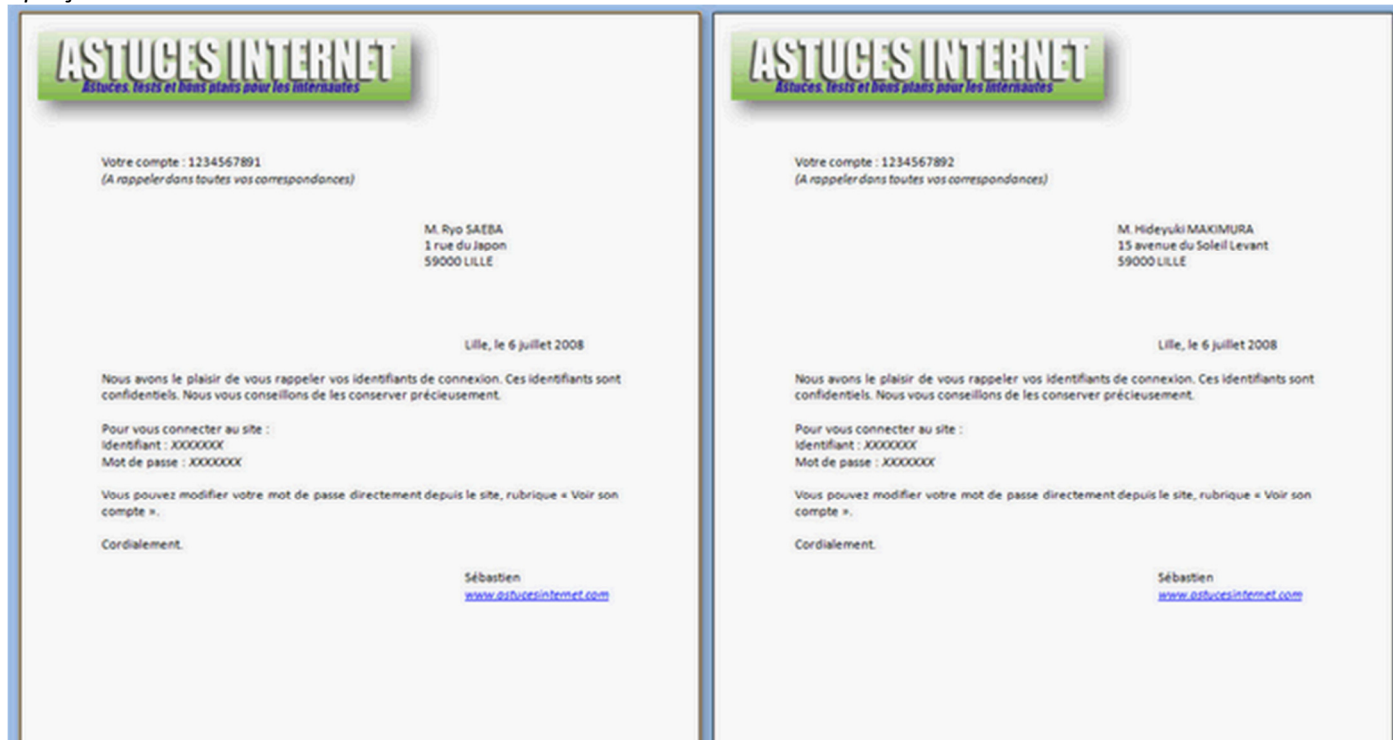 ASTUCES INTERNET
Astuces, tests et bons plans pour les internautes
Votre compte : 1234567891
(A rappeler dans toutes vos correspondances)
M. Ryo SAEBA
1 rue du Japon
59000 LILLE
Lille, le 6 juillet 2008
Nous avons le plaisir de vous rappeler vos identifiants de connexion. Ces identifiants sont
confidentiels. Nous vous conseillons de les conserver précieusement.
Pour vous connecter au site :
Identifiant : XXXXXXX
Mot de passe : XXXXXXX
Vous pouvez modifier votre mot de passe directement depuis le site, rubrique « Voir son
compte ».
Cordialement.
Sébastien
www.astucesinternet.com
ASTUCES INTERNET
Astuces, tests et bons plans pour les internautes
Votre compte : 1234567892
(A rappeler dans toutes vos correspondances)
M. Hideyuki MAKIMURA
15 avenue du Soleil Levant
59000 LILLE
Lille, le 6 juillet 2008
Nous avons le plaisir de vous rappeler vos identifiants de connexion. Ces identifiants sont
confidentiels. Nous vous conseillons de les conserver précieusement.
Pour vous connecter au site :
Identifiant : XXXXXXX
Mot de passe : XXXXXXX
Vous pouvez modifier votre mot de passe directement depuis le site, rubrique « Voir son
compte ».
Cordialement.
Sébastien
www.astucesinternet.com